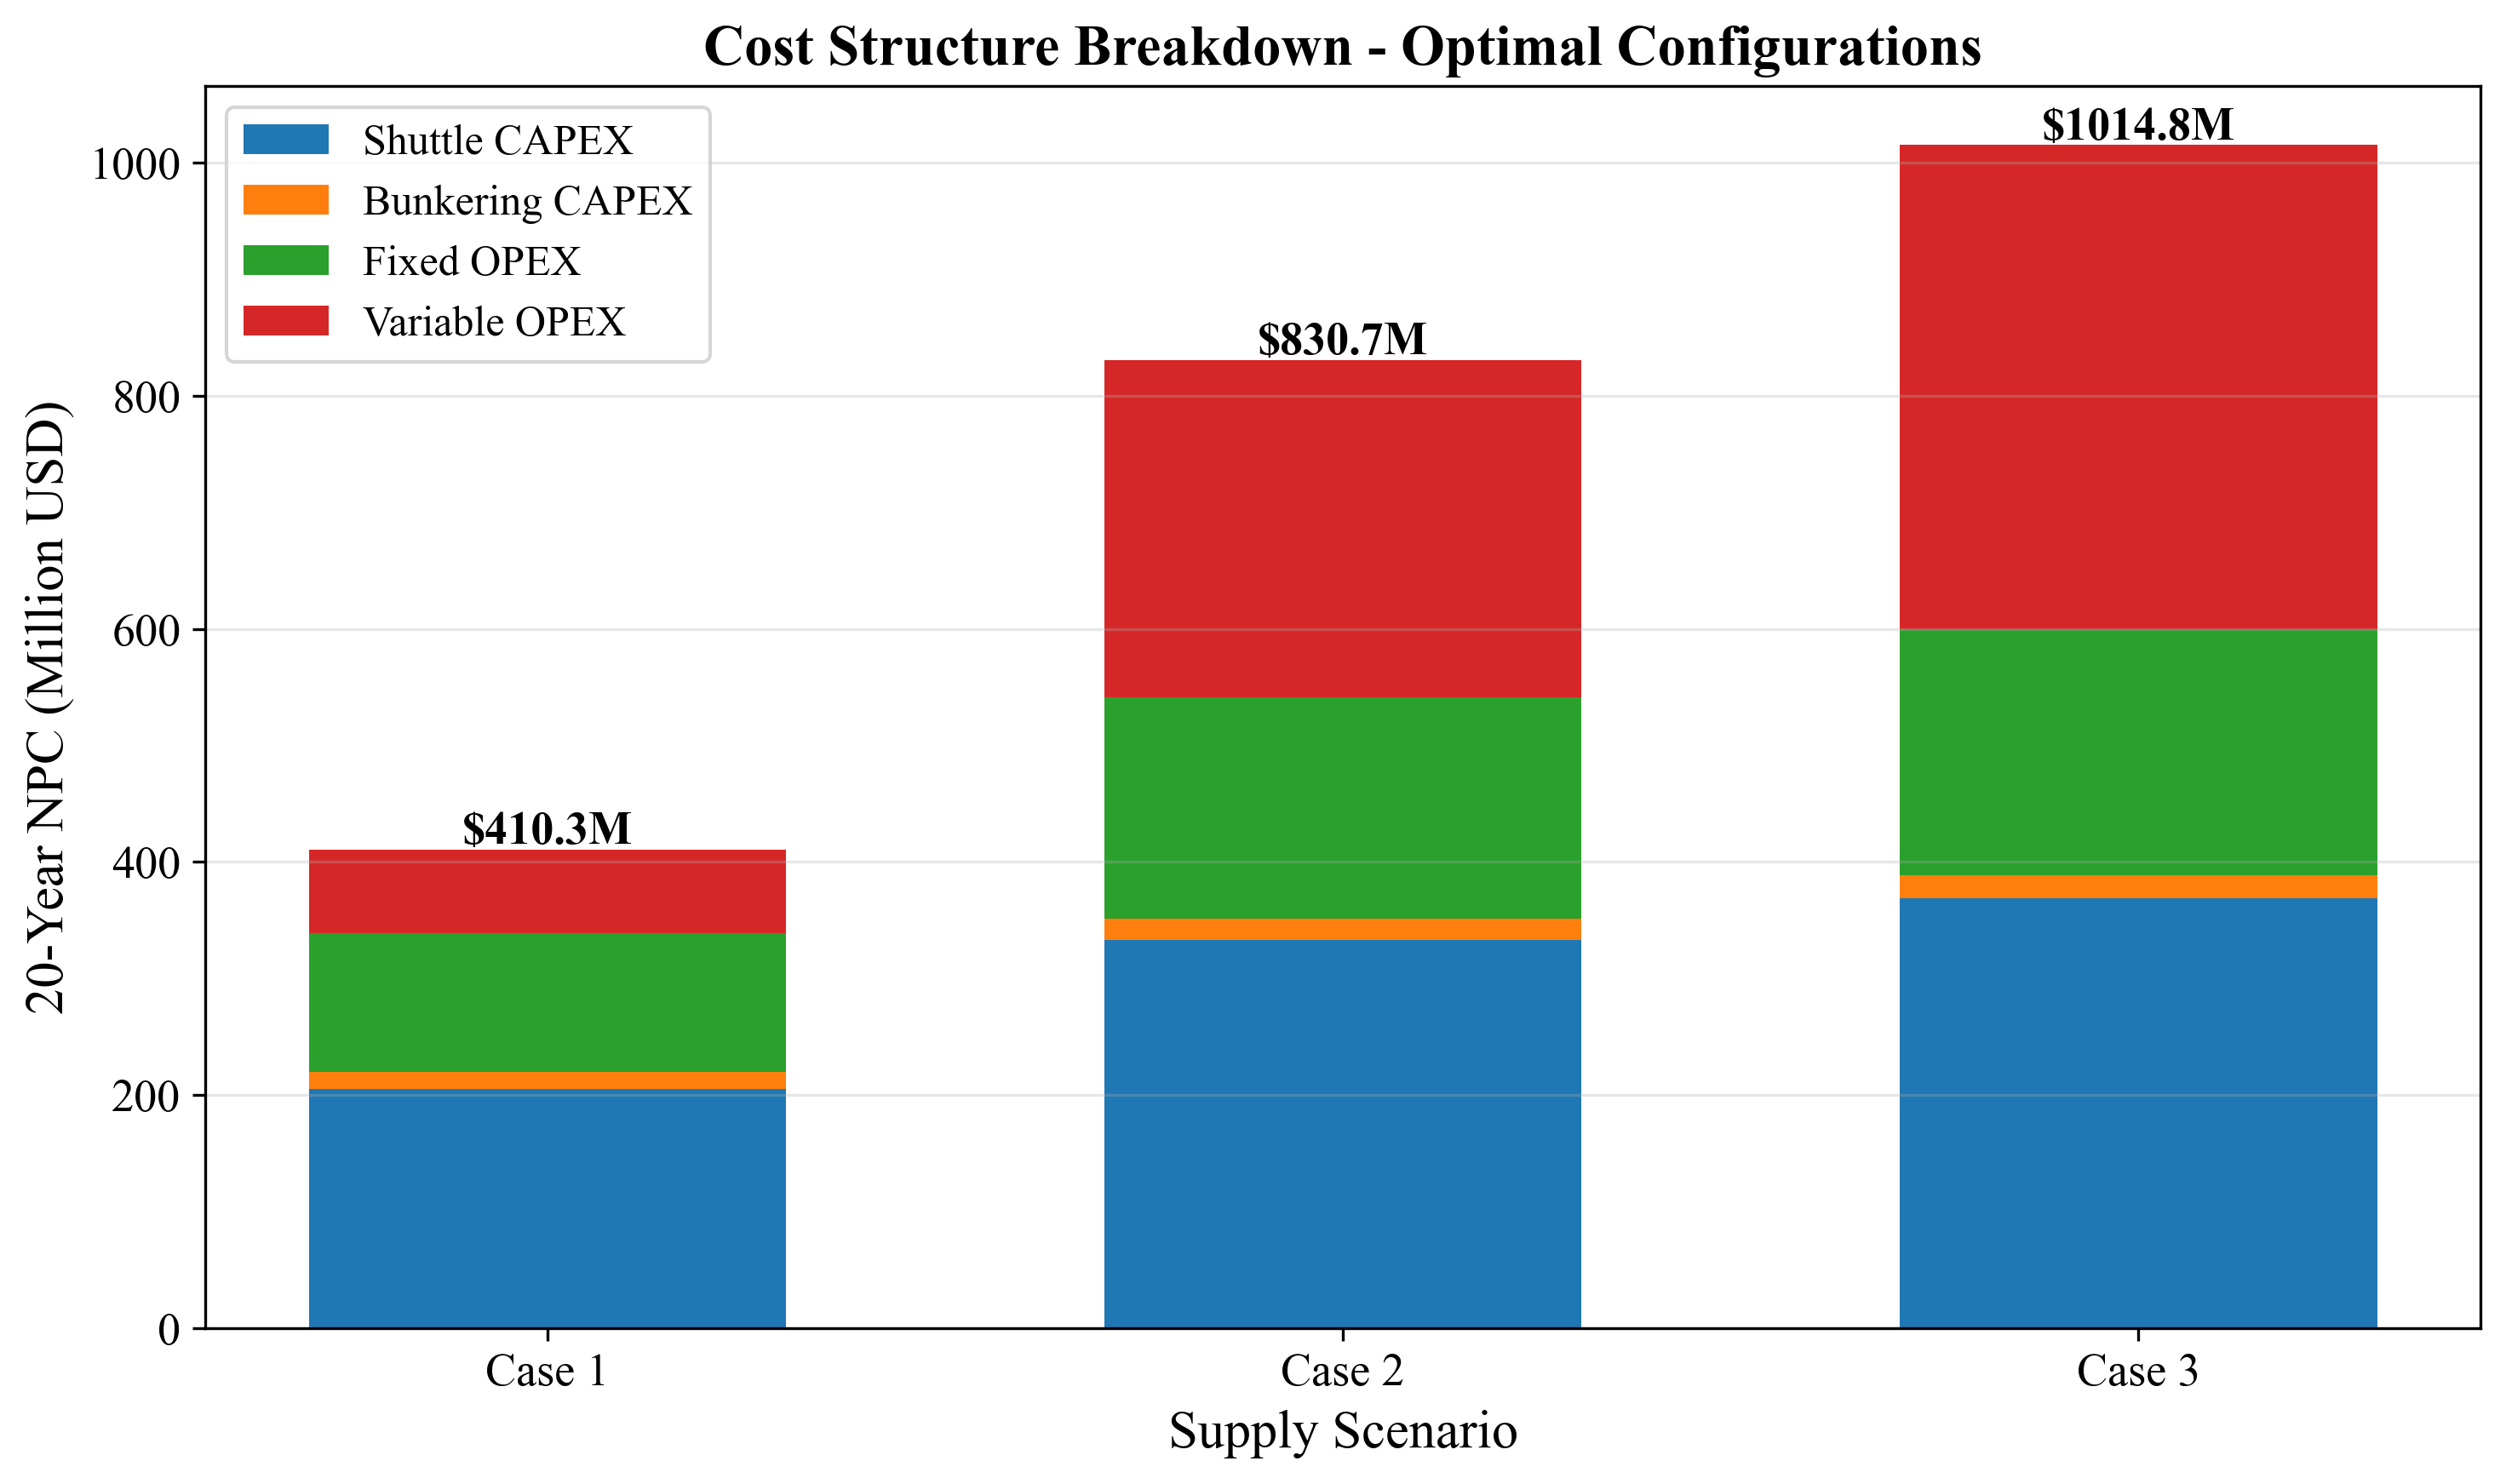 Cost Structure Breakdown - Optimal Configurations
Shuttle CAPEX
Bunkering CAPEX
Fixed OPEX
Variable OPEX
$410.3M
$830.7M
$1014.8M
20-Year NPC (Million USD)
1000
800
600
400
200
0
Case 1
Case 2
Case 3
Supply Scenario